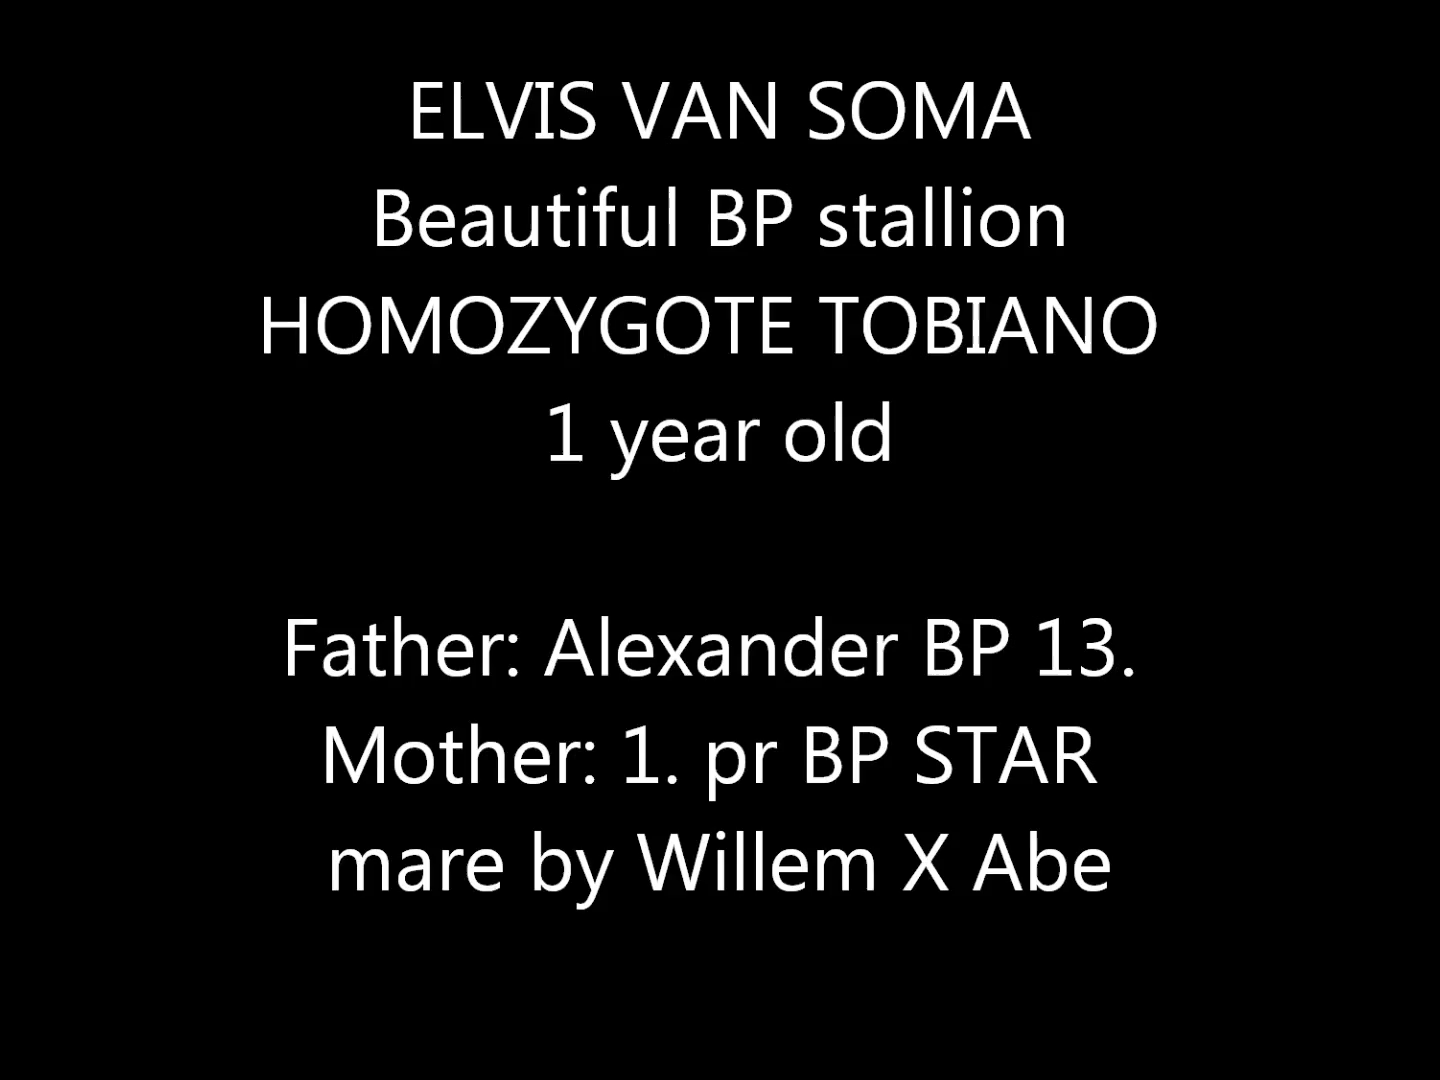 ELVIS VAN SOMA
Beautiful BP stallion
HOMOZYGOTE TOBIANO
1 year old
Father: Alexander BP 13.
Mother: 1. pr BP STAR
mare by Willem X Abe